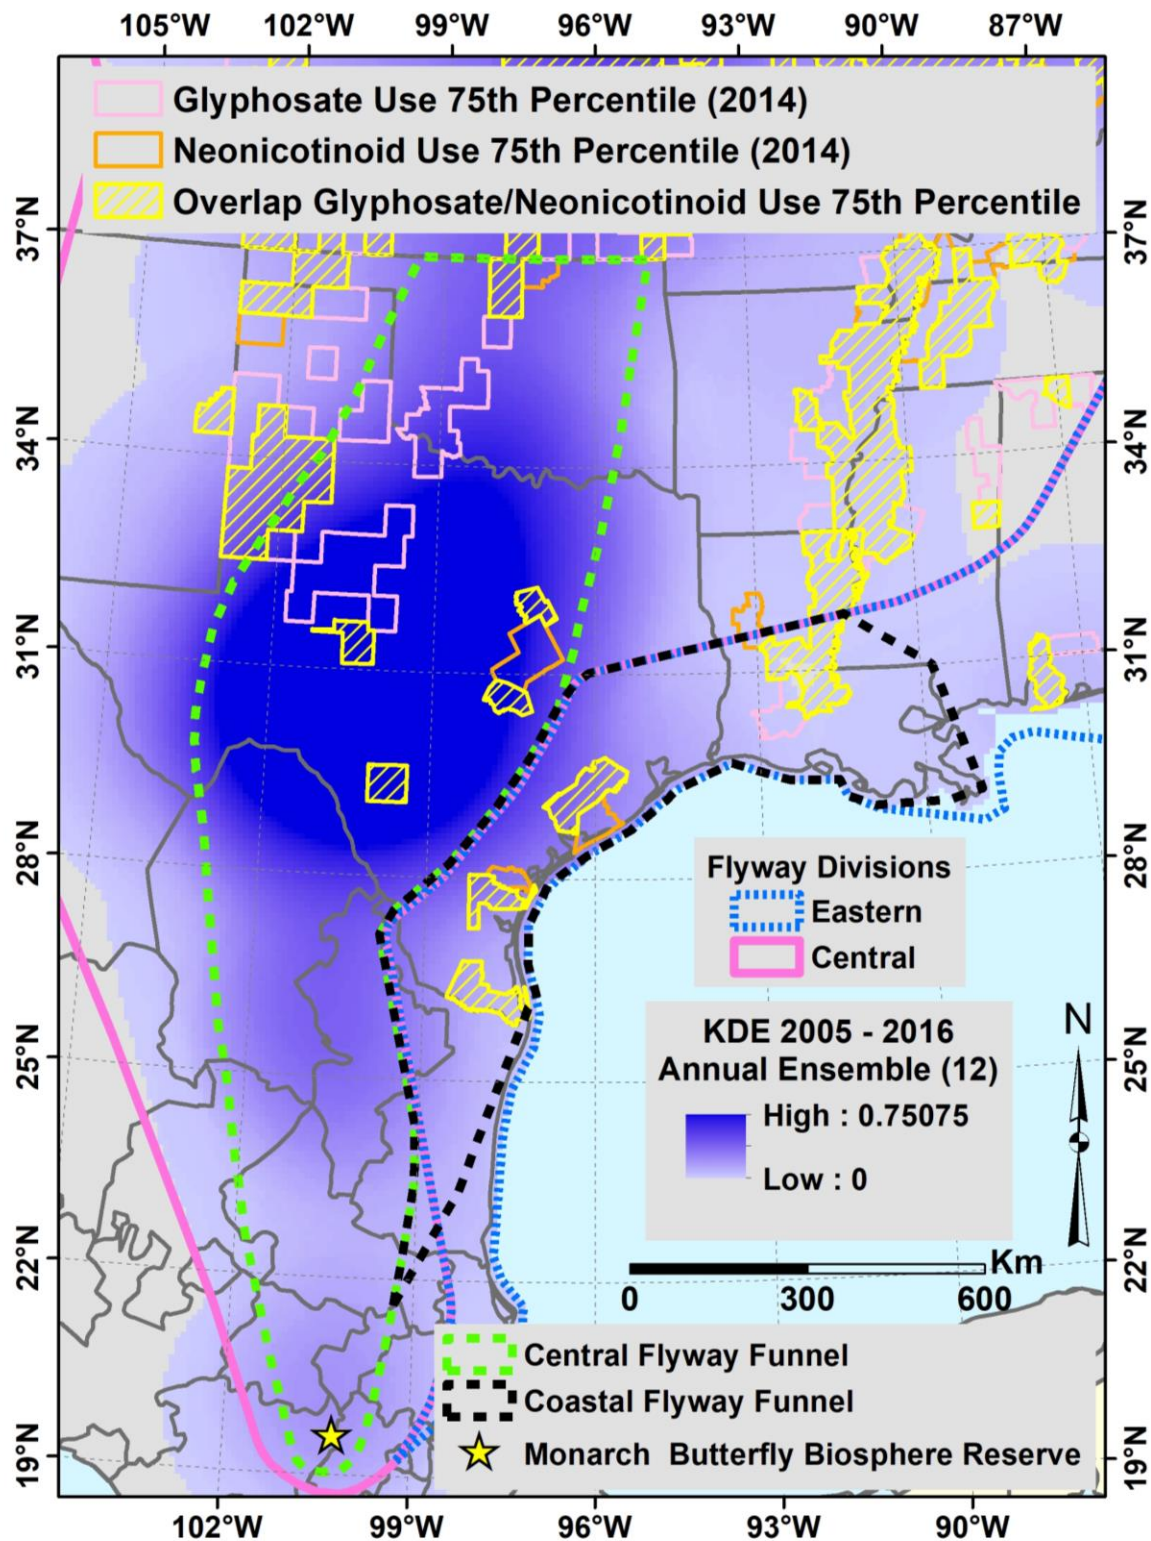 105°W 102°W 99°W 96°W 93°W 90°W 87°W
Glyphosate Use 75th Percentile (2014)
Neonicotinoid Use 75th Percentile (2014)
Overlap Glyphosate/Neonicotinoid Use 75th Percentile
37°N 37°N
34°N 34°N
31°N 31°N
28°N 28°N
Flyway Divisions
Eastern
Central
25°N 25°N
KDE 2005 - 2016
Annual Ensemble (12)
High : 0.75075
Low : 0
N
22°N 22°N
Km
0 300 600
Central Flyway Funnel
Coastal Flyway Funnel
Monarch Butterfly Biosphere Reserve
19°N 19°N
102°W 99°W 96°W 93°W 90°W